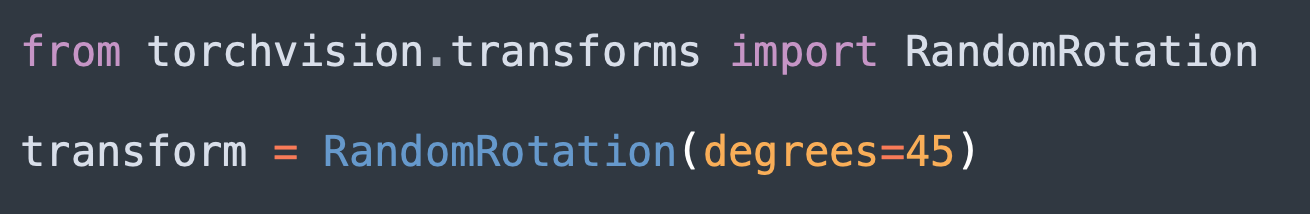 from torchvision.transforms import RandomRotation
transform = RandomRotation(degrees=45)